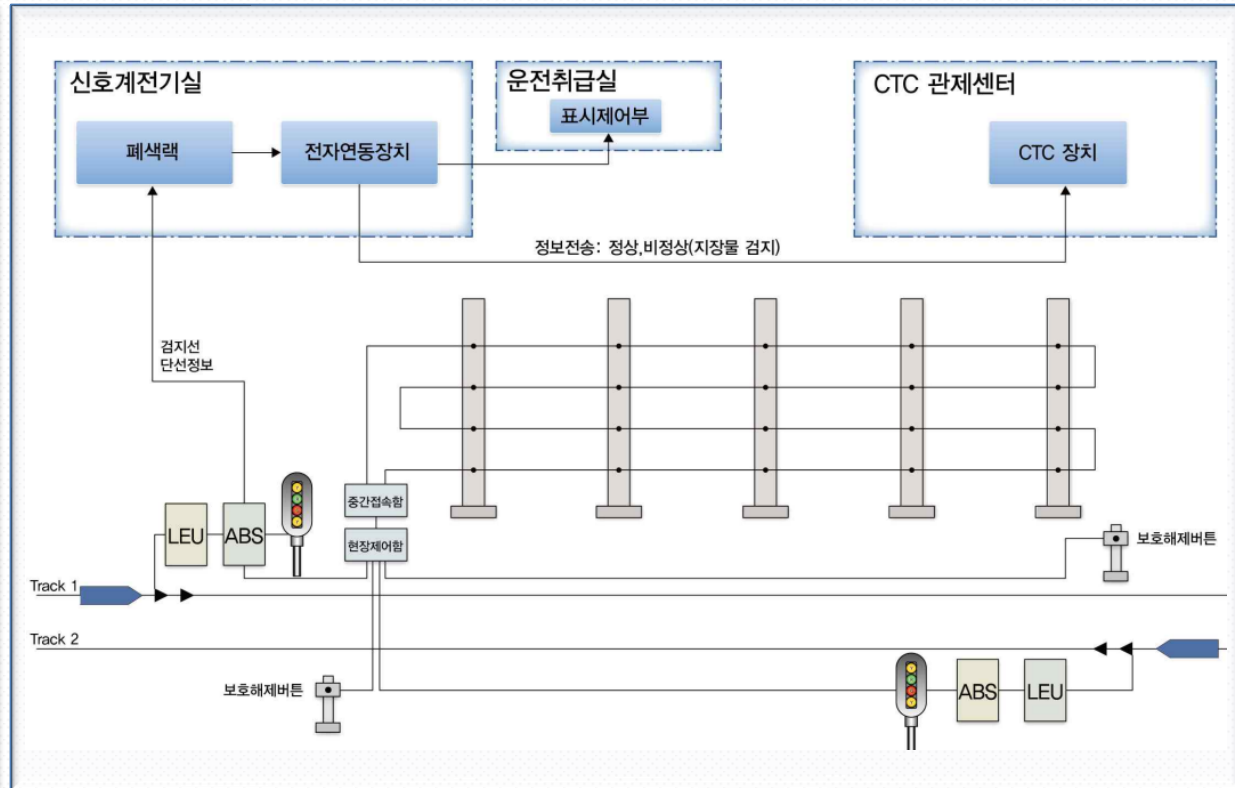 신호계전기실
운전취급실
CTC 관제센터
표시제어부
폐색랙
전자연동장치
CTC 장치
정보전송: 정상,비정상(지장물 검지)
검지선
단선정보
중간접속함
LEU
ABS
현장제어함
보호해제버튼
Track 1
Track 2
보호해제버튼
ABS
LEU